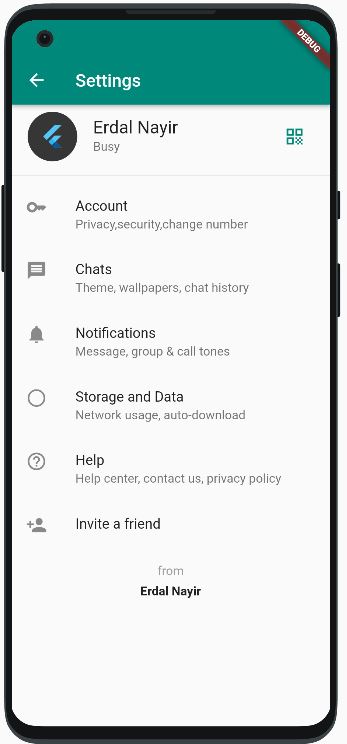 DEBUG
Settings
Erdal Nayir
Busy
Account
Privacy,security,change number
Chats
Theme, wallpapers, chat history
Notifications
Message, group & call tones
Storage and Data
Network usage, auto-download
Help
Help center, contact us, privacy policy
Invite a friend
from
Erdal Nayir